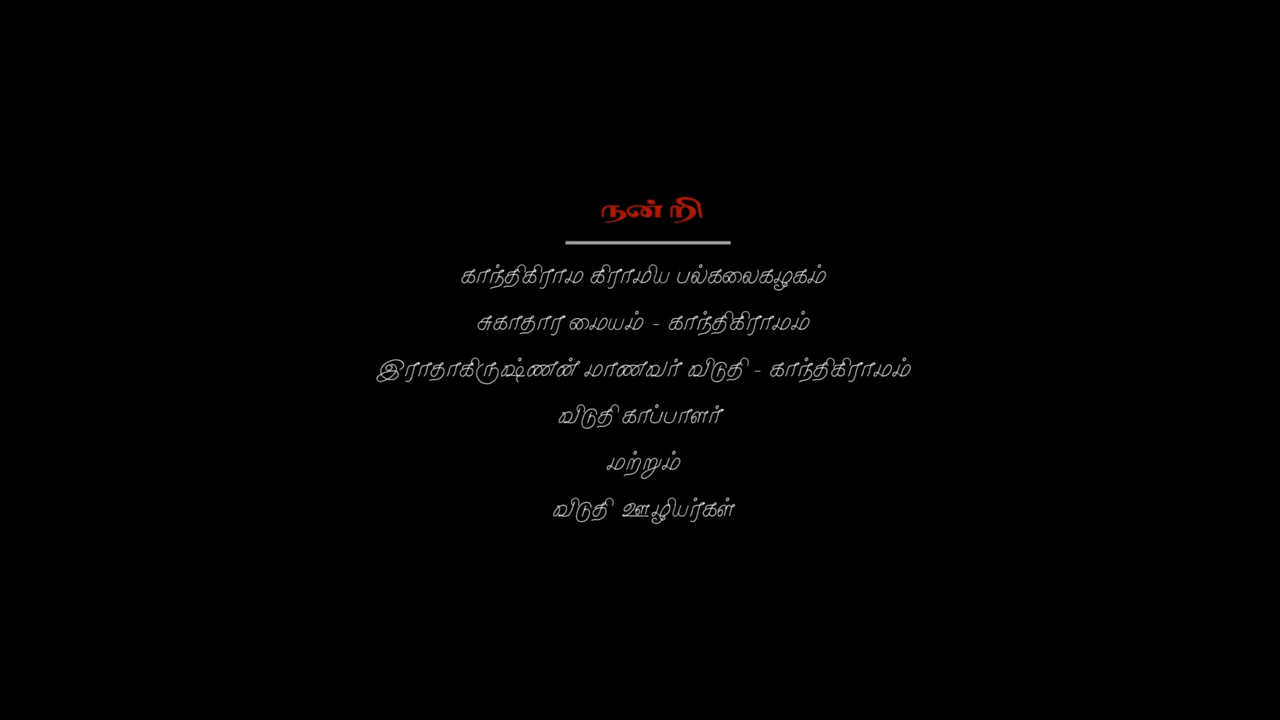 நன்றி
காந்திகிராம கிராமிய பல்கலைகழகம்
சுகாதார மையம் - காந்திகிராமம்
இராதாகிருஷ்ணன் மாணவர் விடுதி - காந்திகிராமம்
விடுதி காப்பாளர்
மற்றும்
விடுதி ஊழியர்கள்